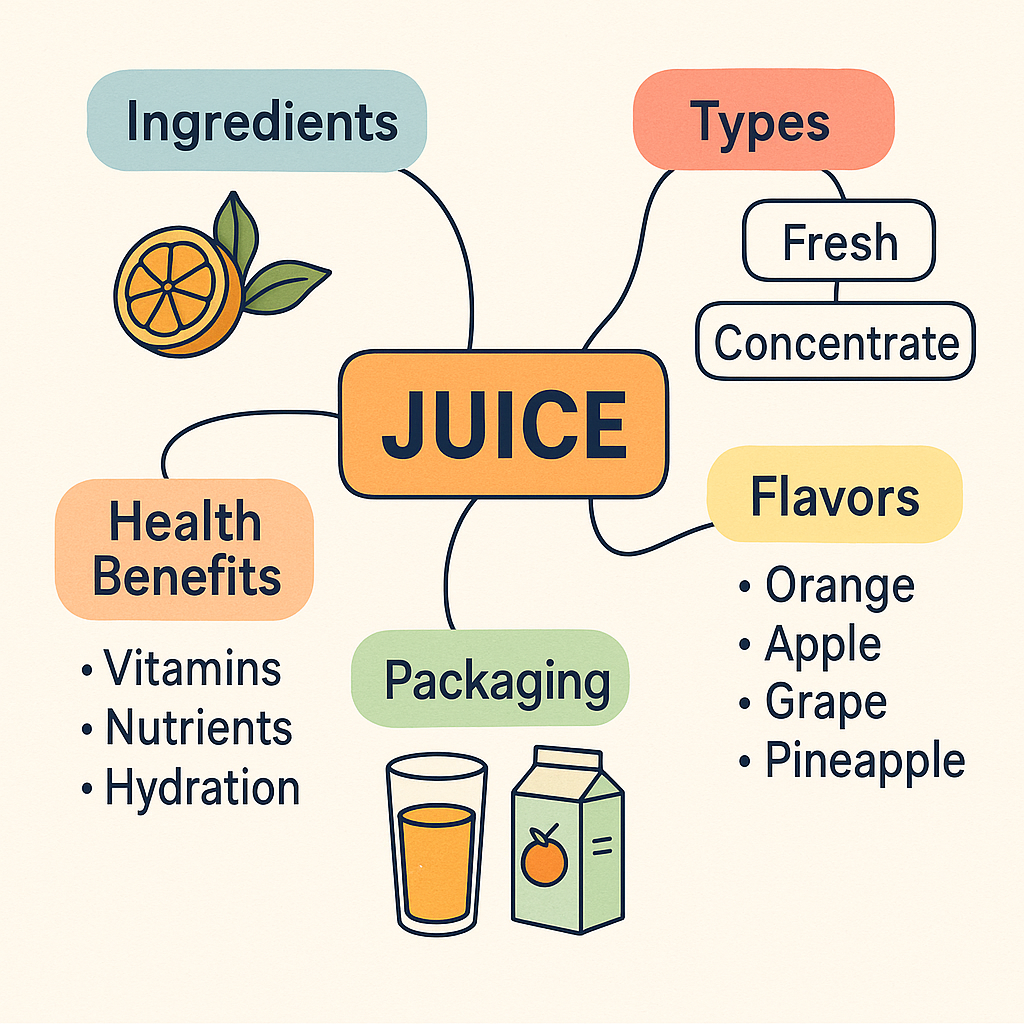 Ingredients
Types
Fresh
Concentrate
JUICE
Health
Benefits
• Vitamins
• Nutrients
• Hydration
Packaging
Flavors
• Orange
• Apple
• Grape
• Pineapple